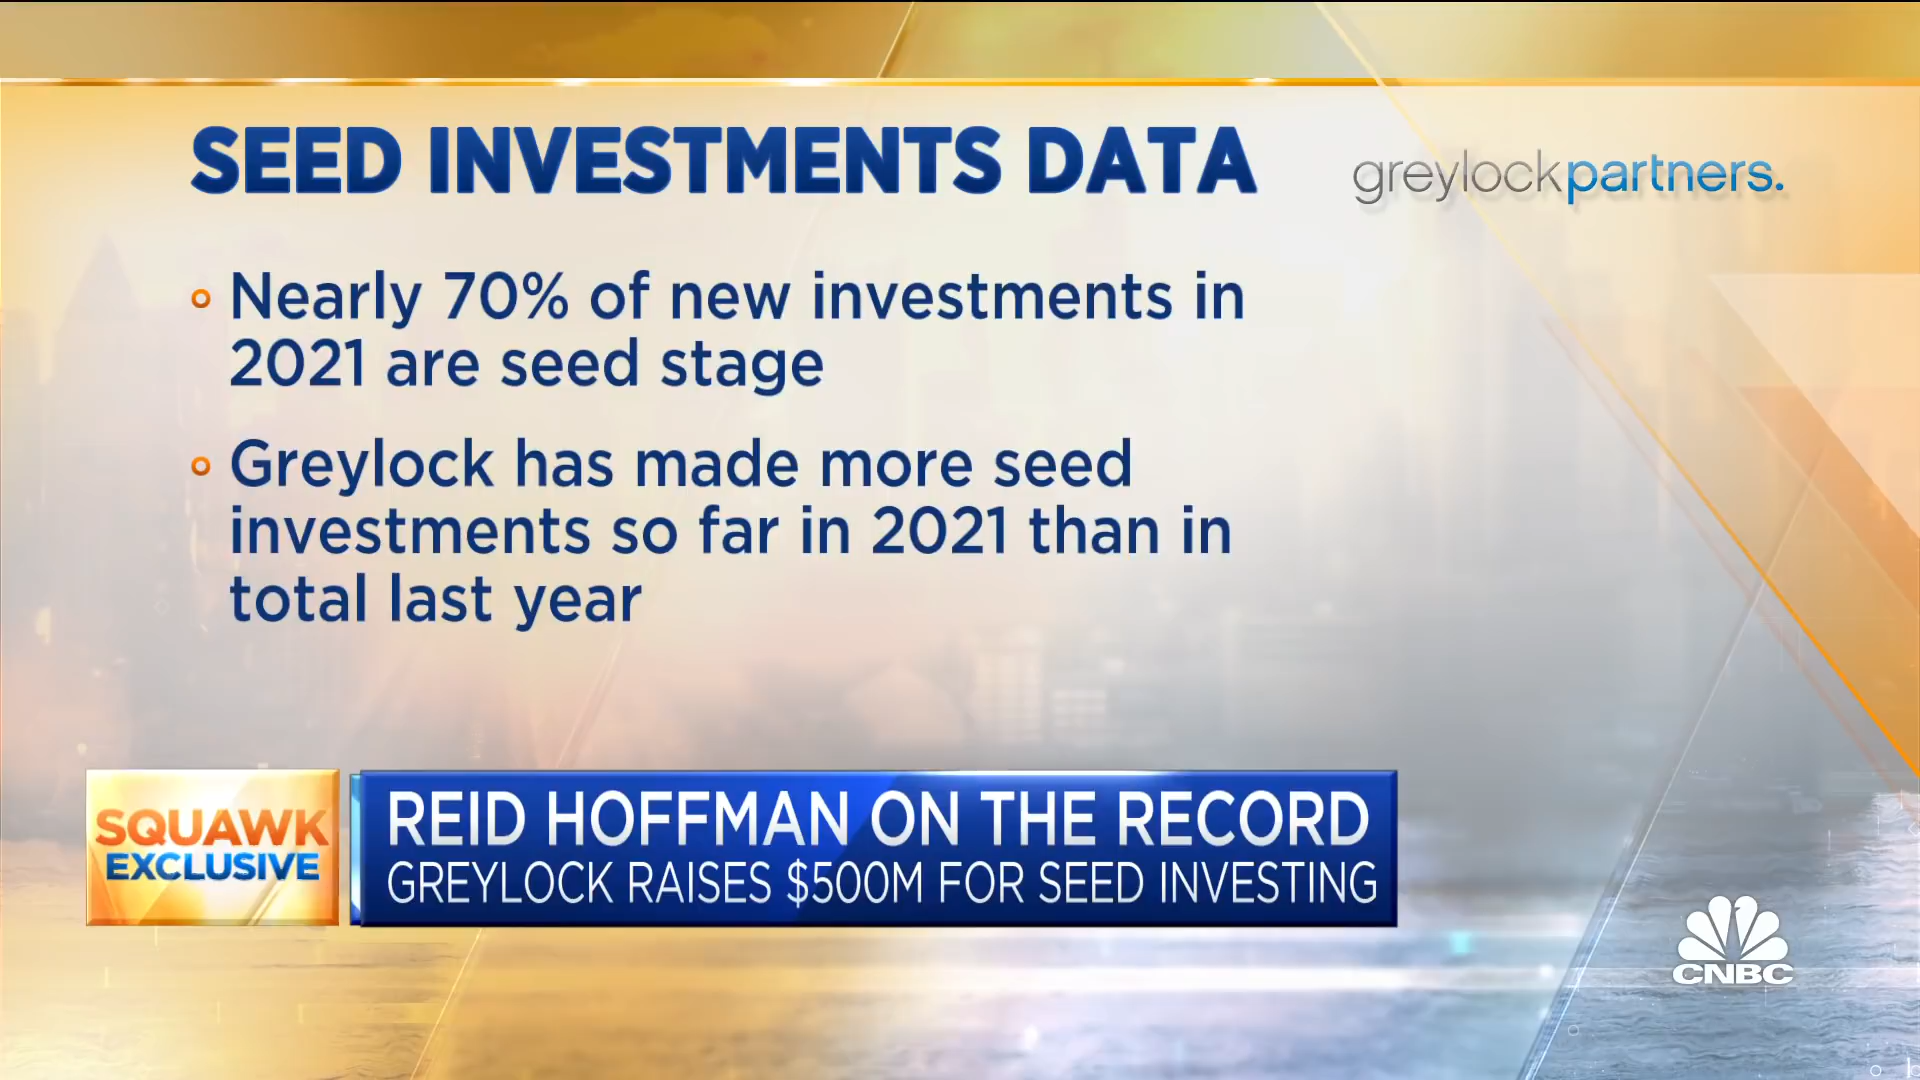 SEED INVESTMENTS DATA
greylockpartners.
Nearly 70% of new investments in
2021 are seed stage
Greylock has made more seed
investments so far in 2021 than in
total last year
SQUAWK
EXCLUSIVE
REID HOFFMAN ON THE RECORD
GREYLOCK RAISES $500M FOR SEED INVESTING
CNBC